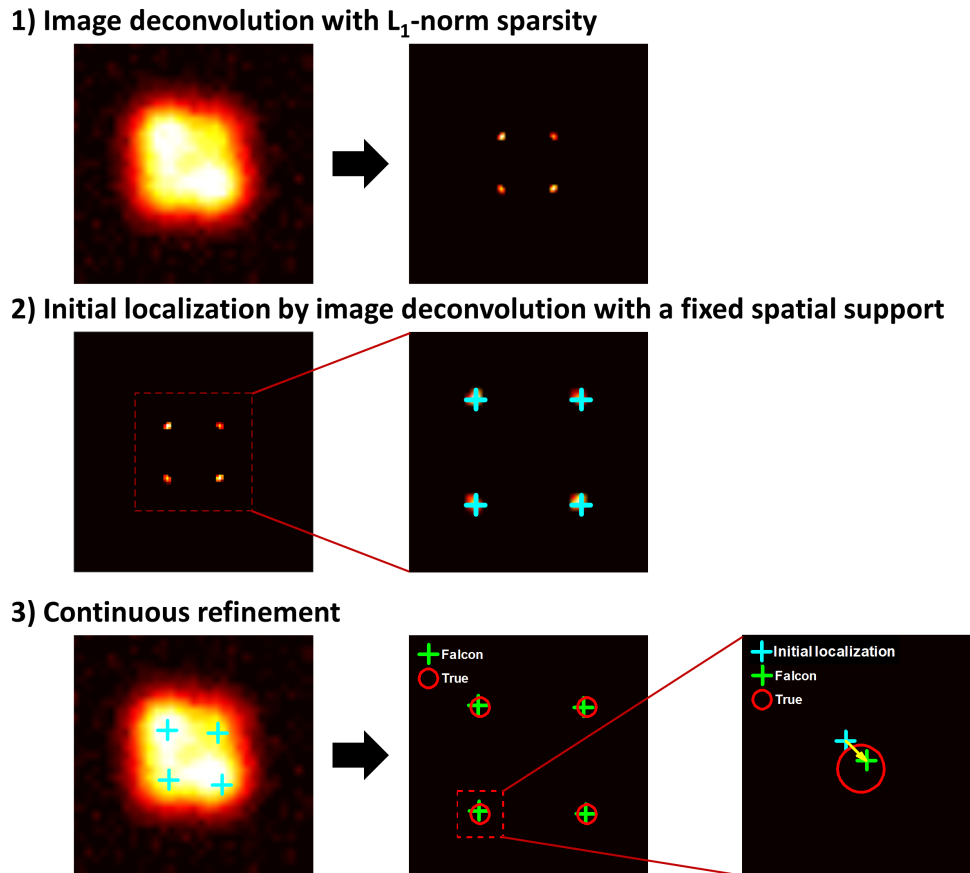 1) Image deconvolution with L₁-norm sparsity
2) Initial localization by image deconvolution with a fixed spatial support
3) Continuous refinement
Falcon
True
Initial localization
Falcon
True